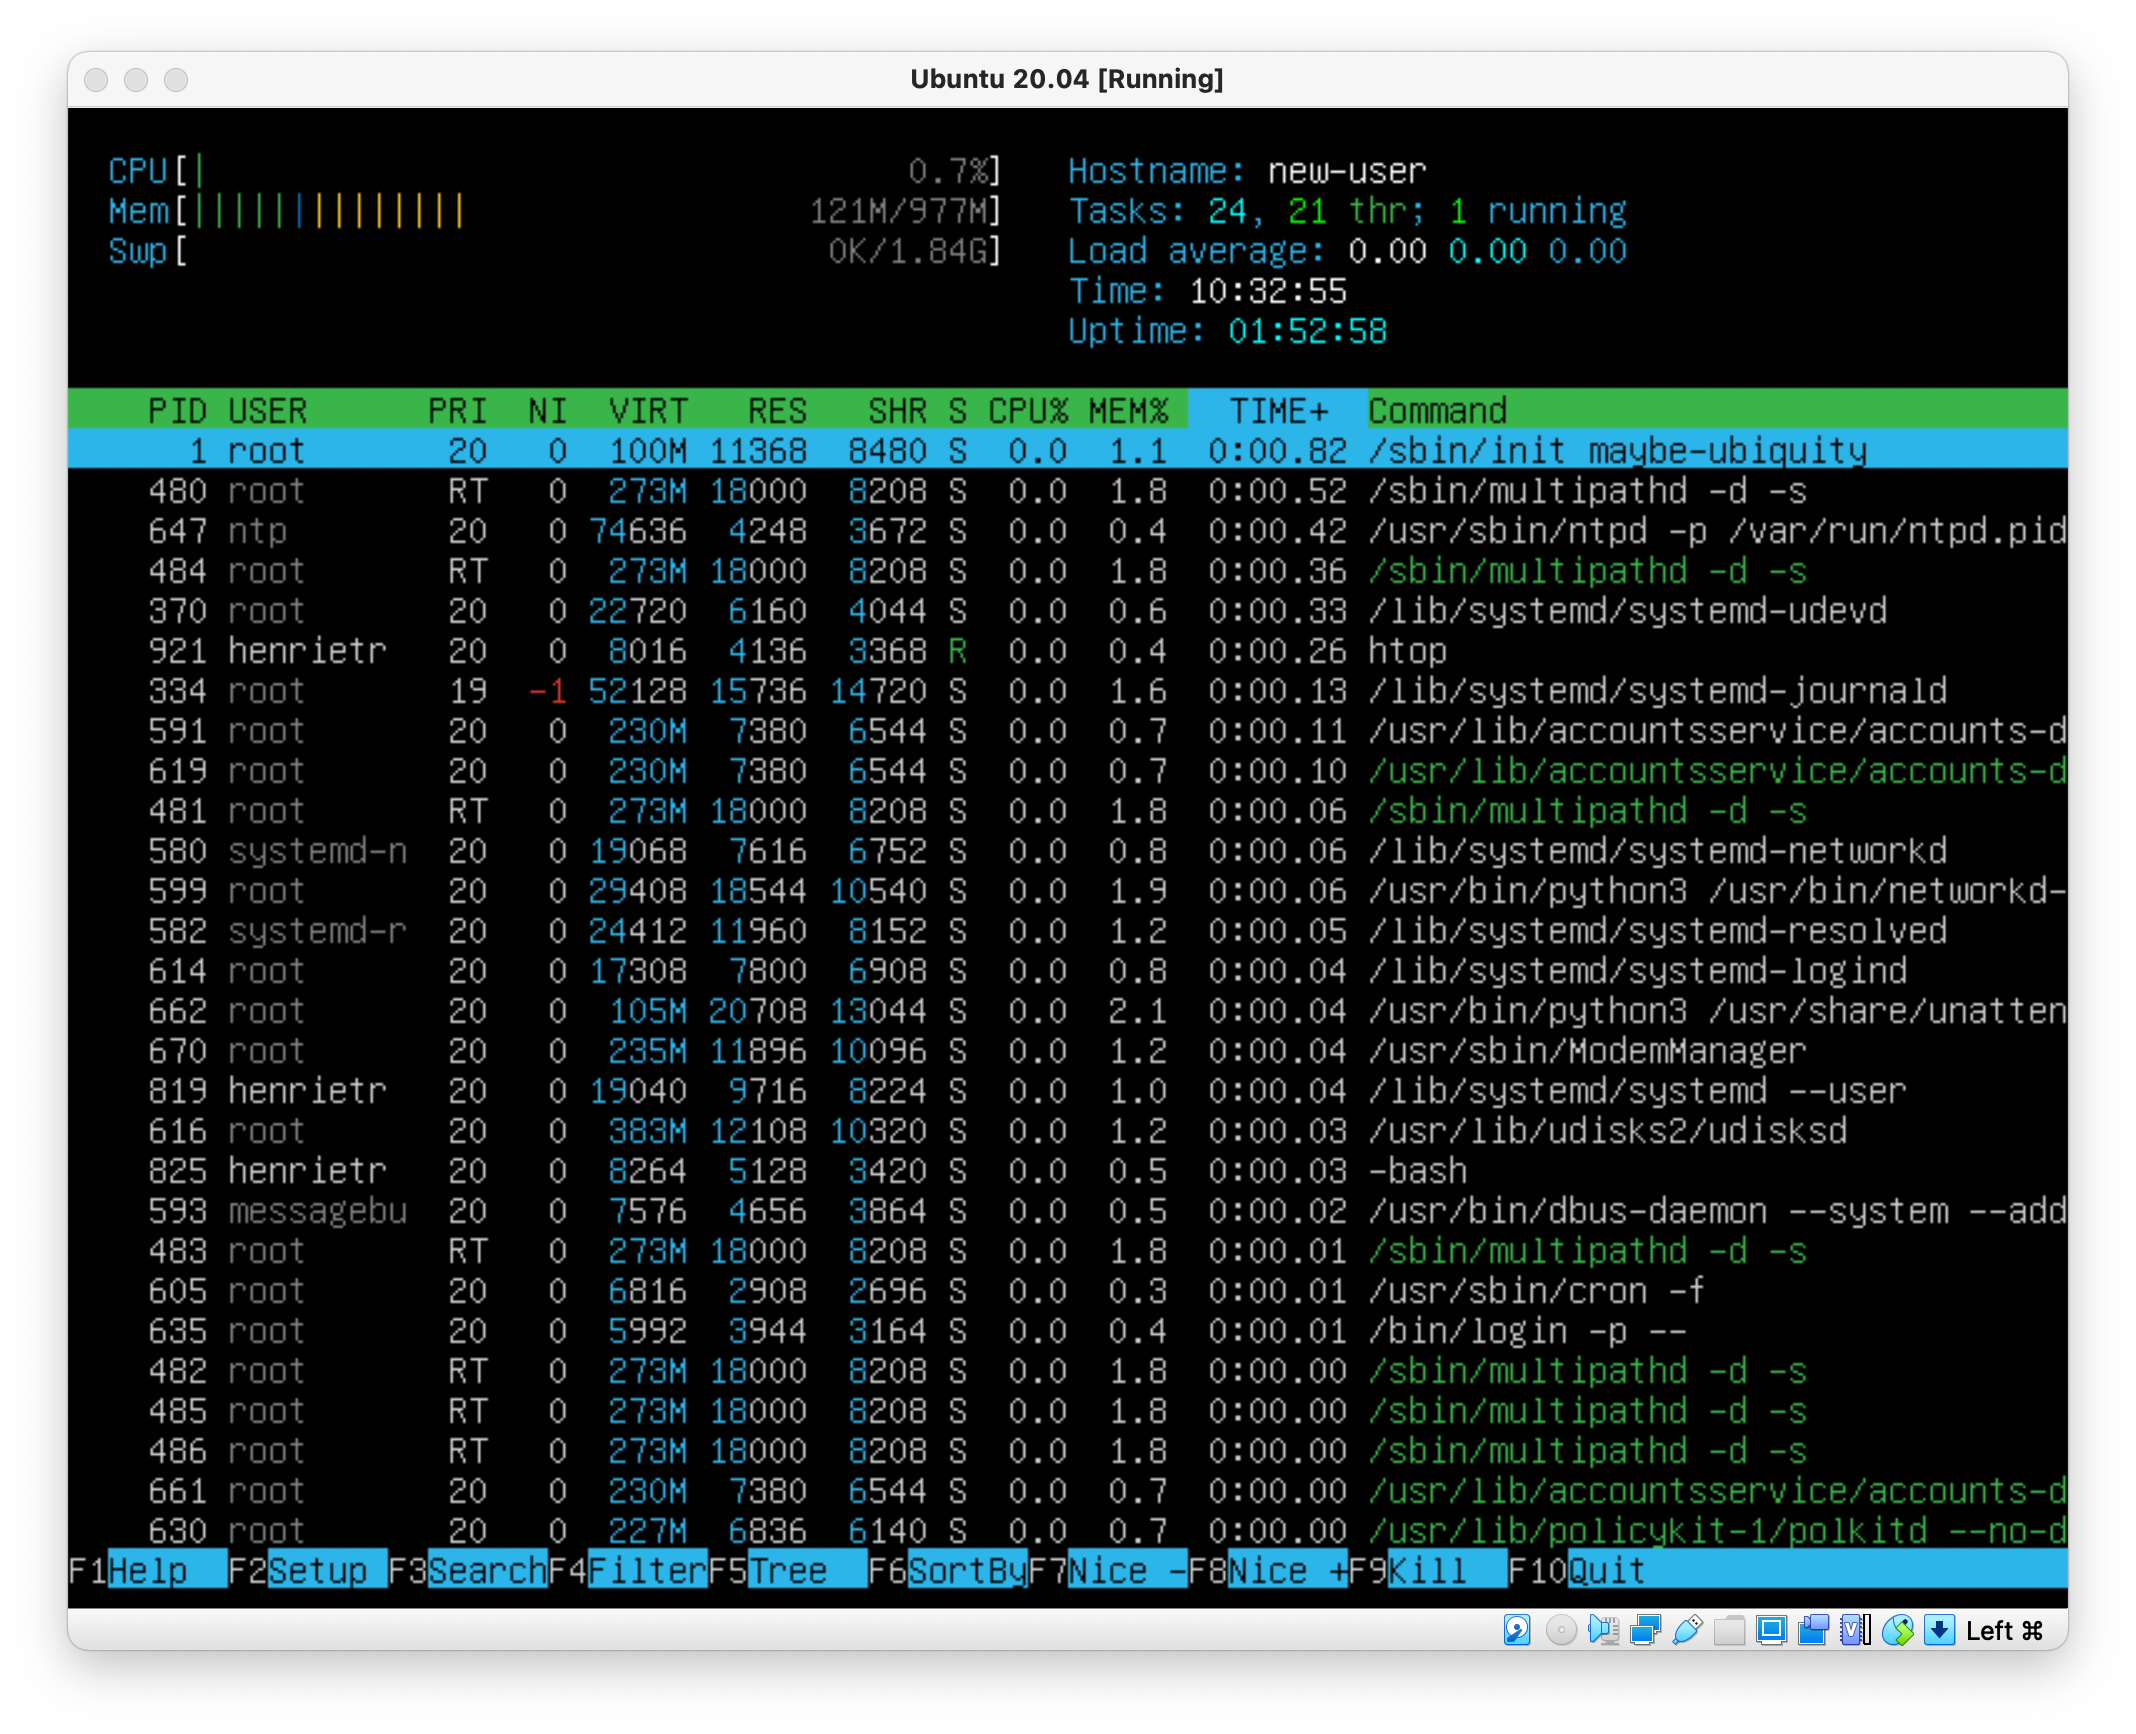 Ubuntu 20.04 [Running]
CPU[| 0.7%] Hostname: new-user
Mem[|||||||||||||| 121M/977M] Tasks: 24, 21 thr; 1 running
Swp[ 0K/1.84G] Load average: 0.00 0.00 0.00
Time: 10:32:55
Uptime: 01:52:58
PID USER PRI NI VIRT RES SHR S CPU% MEM% TIME+ Command
1 root 20 0 100M 11368 8480 S 0.0 1.1 0:00.82 /sbin/init maybe-ubiquity
480 root RT 0 273M 18000 8208 S 0.0 1.8 0:00.52 /sbin/multipathd -d -s
647 ntp 20 0 74636 4248 3672 S 0.0 0.4 0:00.42 /usr/sbin/ntpd -p /var/run/ntpd.pid
484 root RT 0 273M 18000 8208 S 0.0 1.8 0:00.36 /sbin/multipathd -d -s
370 root 20 0 22720 6160 4044 S 0.0 0.6 0:00.33 /lib/systemd/systemd-udevd
921 henrietr 20 0 8016 4136 3368 R 0.0 0.4 0:00.26 htop
334 root 19 -1 52128 15736 14720 S 0.0 1.6 0:00.13 /lib/systemd/systemd-journald
591 root 20 0 230M 7380 6544 S 0.0 0.7 0:00.11 /usr/lib/accountsservice/accounts-d
619 root 20 0 230M 7380 6544 S 0.0 0.7 0:00.10 /usr/lib/accountsservice/accounts-d
481 root RT 0 273M 18000 8208 S 0.0 1.8 0:00.06 /sbin/multipathd -d -s
580 systemd-n 20 0 19068 7616 6752 S 0.0 0.8 0:00.06 /lib/systemd/systemd-networkd
599 root 20 0 29408 18544 10540 S 0.0 1.9 0:00.06 /usr/bin/python3 /usr/bin/networkd-
582 systemd-r 20 0 24412 11960 8152 S 0.0 1.2 0:00.05 /lib/systemd/systemd-resolved
614 root 20 0 17308 7800 6908 S 0.0 0.8 0:00.04 /lib/systemd/systemd-logind
662 root 20 0 105M 20708 13044 S 0.0 2.1 0:00.04 /usr/bin/python3 /usr/share/unatten
670 root 20 0 235M 11896 10096 S 0.0 1.2 0:00.04 /usr/sbin/ModemManager
819 henrietr 20 0 19040 9716 8224 S 0.0 1.0 0:00.04 /lib/systemd/systemd --user
616 root 20 0 383M 12108 10320 S 0.0 1.2 0:00.03 /usr/lib/udisks2/udisksd
825 henrietr 20 0 8264 5128 3420 S 0.0 0.5 0:00.03 -bash
593 messagebu 20 0 7576 4656 3864 S 0.0 0.5 0:00.02 /usr/bin/dbus-daemon --system --add
483 root RT 0 273M 18000 8208 S 0.0 1.8 0:00.01 /sbin/multipathd -d -s
605 root 20 0 6816 2908 2696 S 0.0 0.3 0:00.01 /usr/sbin/cron -f
635 root 20 0 5992 3944 3164 S 0.0 0.4 0:00.01 /bin/login -p --
482 root RT 0 273M 18000 8208 S 0.0 1.8 0:00.00 /sbin/multipathd -d -s
485 root RT 0 273M 18000 8208 S 0.0 1.8 0:00.00 /sbin/multipathd -d -s
486 root RT 0 273M 18000 8208 S 0.0 1.8 0:00.00 /sbin/multipathd -d -s
661 root 20 0 230M 7380 6544 S 0.0 0.7 0:00.00 /usr/lib/accountsservice/accounts-d
630 root 20 0 227M 6836 6140 S 0.0 0.7 0:00.00 /usr/lib/policykit-1/polkitd --no-d
F1Help F2Setup F3SearchF4FilterF5Tree F6SortByF7Nice -F8Nice +F9Kill F10Quit
Left ⌘